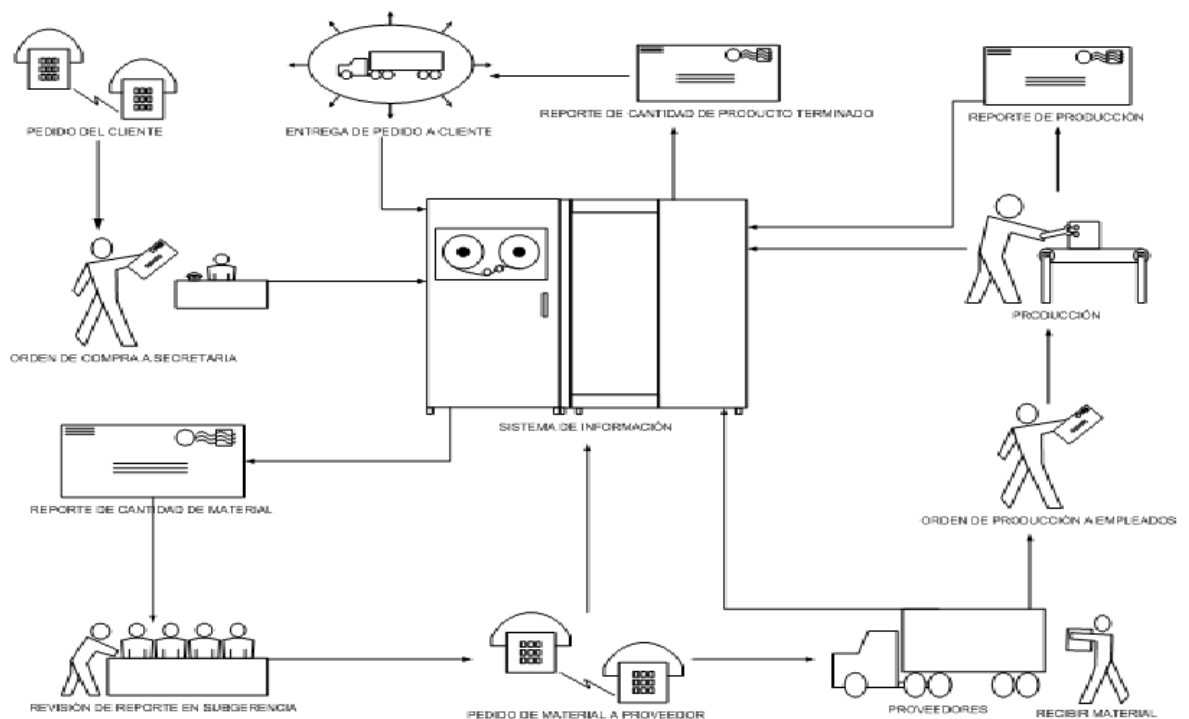 PEDIDO DEL CLIENTE
ENTREGA DE PEDIDO A CLIENTE
REPORTE DE CANTIDAD DE PRODUCTO TERMINADO
REPORTE DE PRODUCCIÓN
ORDEN DE COMPRA A SECRETARIA
PRODUCCIÓN
SISTEMA DE INFORMACIÓN
REPORTE DE CANTIDAD DE MATERIAL
ORDEN DE PRODUCCIÓN A EMPLEADOS
REVISIÓN DE REPORTE EN SUBGERENCIA
PEDIDO DE MATERIAL A PROVEEDOR
PROVEEDORES
RECIBIR MATERIAL